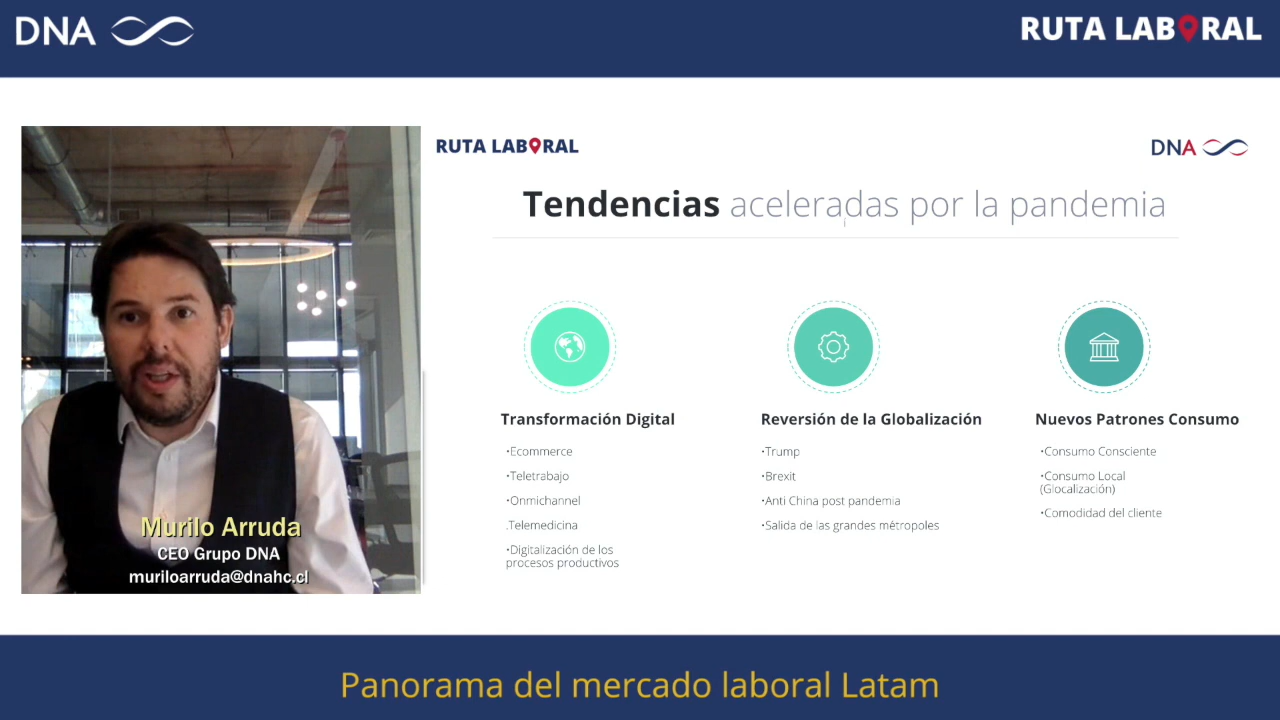 DNA
RUTA LABORAL
RUTA LABORAL
DNA
Tendencias aceleradas por la pandemia
Transformación Digital
•Ecommerce
•Teletrabajo
•Onmichannel
.Telemedicina
•Digitalización de los
procesos productivos
Reversión de la Globalización
•Trump
•Brexit
•Anti China post pandemia
•Salida de las grandes métropoles
Nuevos Patrones Consumo
•Consumo Consciente
•Consumo Local
(Glocalización)
•Comodidad del cliente
Murilo Arruda
CEO Grupo DNA
muriloarruda@dnahc.cl
Panorama del mercado laboral Latam